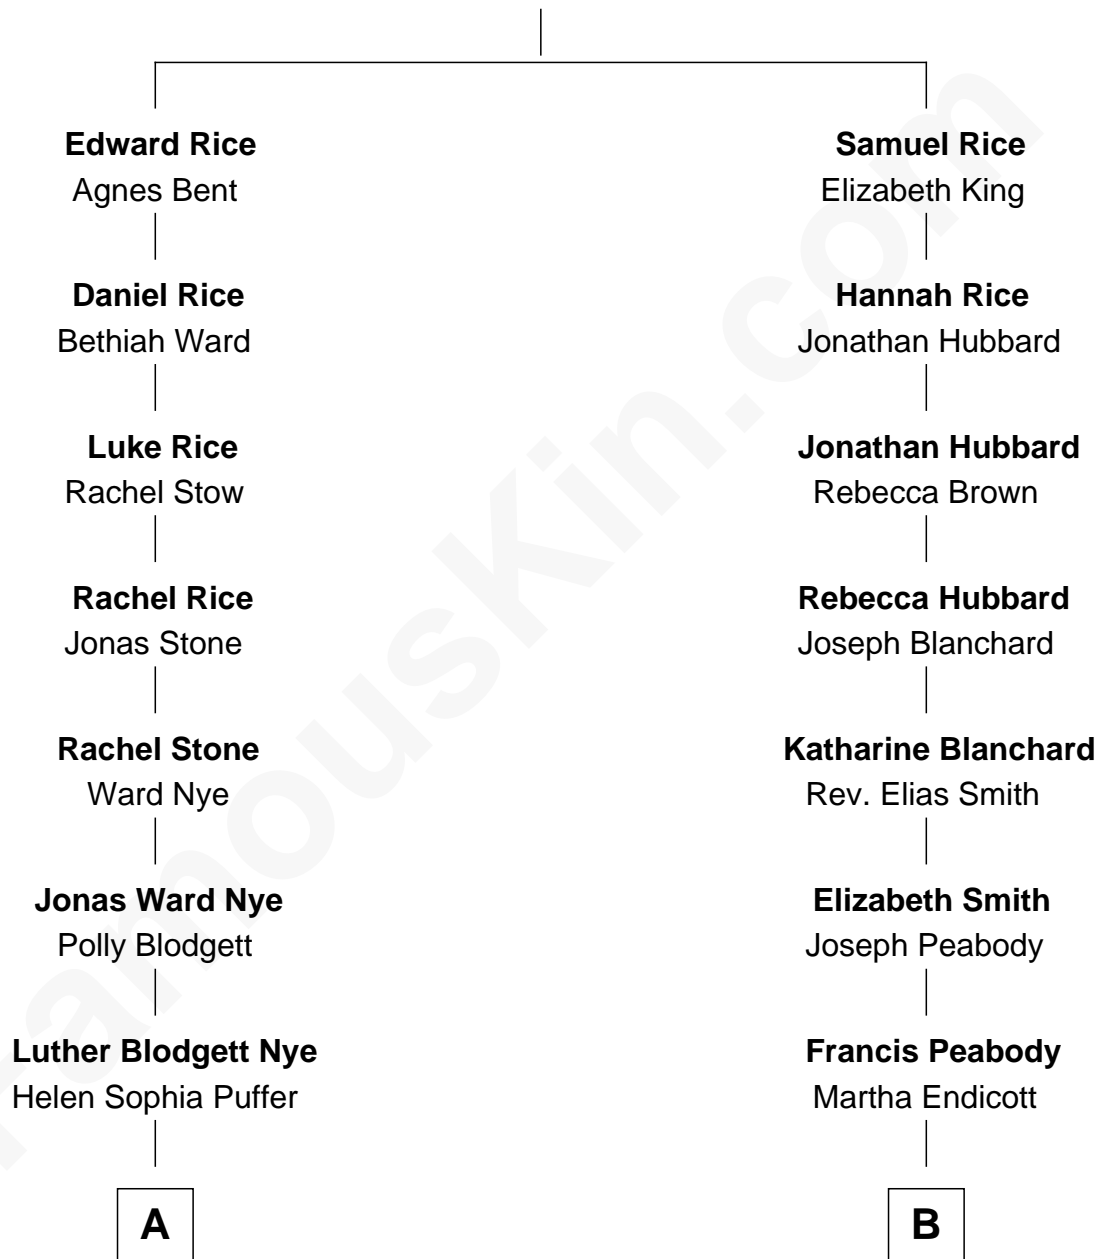 Edward Rice
Agnes Bent
Daniel Rice
Bethiah Ward
Luke Rice
Rachel Stow
Rachel Rice
Jonas Stone
Rachel Stone
Ward Nye
Jonas Ward Nye
Polly Blodgett
Luther Blodgett Nye
Helen Sophia Puffer
A
Samuel Rice
Elizabeth King
Hannah Rice
Jonathan Hubbard
Jonathan Hubbard
Rebecca Brown
Rebecca Hubbard
Joseph Blanchard
Katharine Blanchard
Rev. Elias Smith
Elizabeth Smith
Joseph Peabody
Francis Peabody
Martha Endicott
B
FamousKin.com